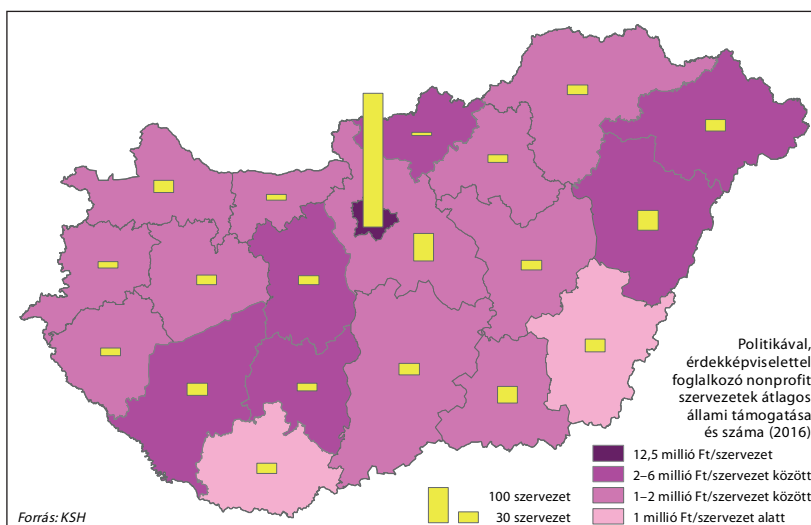 Politikával,
érdekképviselettel
foglalkozó nonprofit
szervezetek átlagos
állami támogatása
és száma (2016)
12,5 millió Ft/szervezet
2–6 millió Ft/szervezet között
1–2 millió Ft/szervezet között
1 millió Ft/szervezet alatt
100 szervezet
30 szervezet
Forrás: KSH